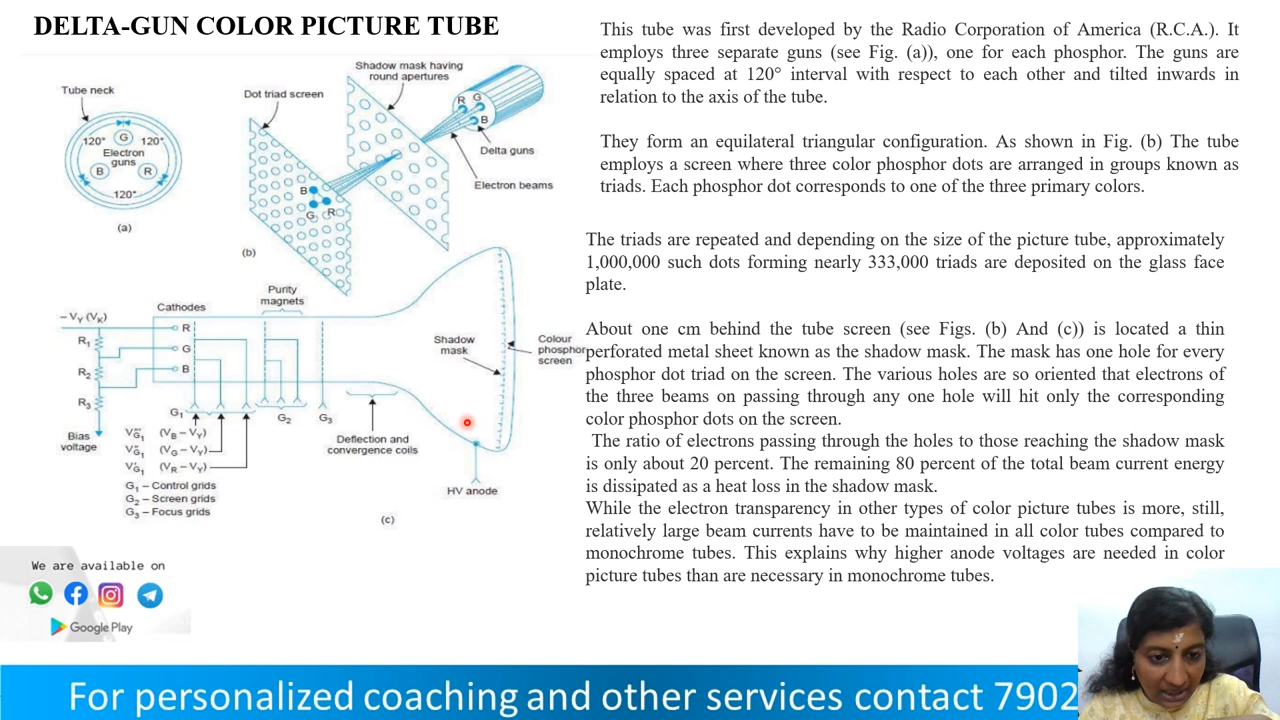 DELTA-GUN COLOR PICTURE TUBE
Tube neck
120°
G
120°
Electron
guns
B
R
120°
(a)
Shadow mask having
round apertures
Dot triad screen
R G
B
Delta guns
Electron beams
B
G R
(b)
Purity
magnets
Cathodes
– VY (VK)
R
R1
G
R2
B
R3
G1
G2
G3
Shadow
mask
Colour
phosphor
screen
Bias
voltage
V‴G1 (VB – VY)
V″G1 (VG – VY)
V′G1 (VR – VY)
Deflection and
convergence coils
HV anode
G1 – Control grids
G2 – Screen grids
G3 – Focus grids
(c)
This tube was first developed by the Radio Corporation of America (R.C.A.). It
employs three separate guns (see Fig. (a)), one for each phosphor. The guns are
equally spaced at 120° interval with respect to each other and tilted inwards in
relation to the axis of the tube.
They form an equilateral triangular configuration. As shown in Fig. (b) The tube
employs a screen where three color phosphor dots are arranged in groups known as
triads. Each phosphor dot corresponds to one of the three primary colors.
The triads are repeated and depending on the size of the picture tube, approximately
1,000,000 such dots forming nearly 333,000 triads are deposited on the glass face
plate.
About one cm behind the tube screen (see Figs. (b) And (c)) is located a thin
perforated metal sheet known as the shadow mask. The mask has one hole for every
phosphor dot triad on the screen. The various holes are so oriented that electrons of
the three beams on passing through any one hole will hit only the corresponding
color phosphor dots on the screen.
The ratio of electrons passing through the holes to those reaching the shadow mask
is only about 20 percent. The remaining 80 percent of the total beam current energy
is dissipated as a heat loss in the shadow mask.
While the electron transparency in other types of color picture tubes is more, still,
relatively large beam currents have to be maintained in all color tubes compared to
monochrome tubes. This explains why higher anode voltages are needed in color
picture tubes than are necessary in monochrome tubes.
We are available on
Google Play
For personalized coaching and other services contact 7902